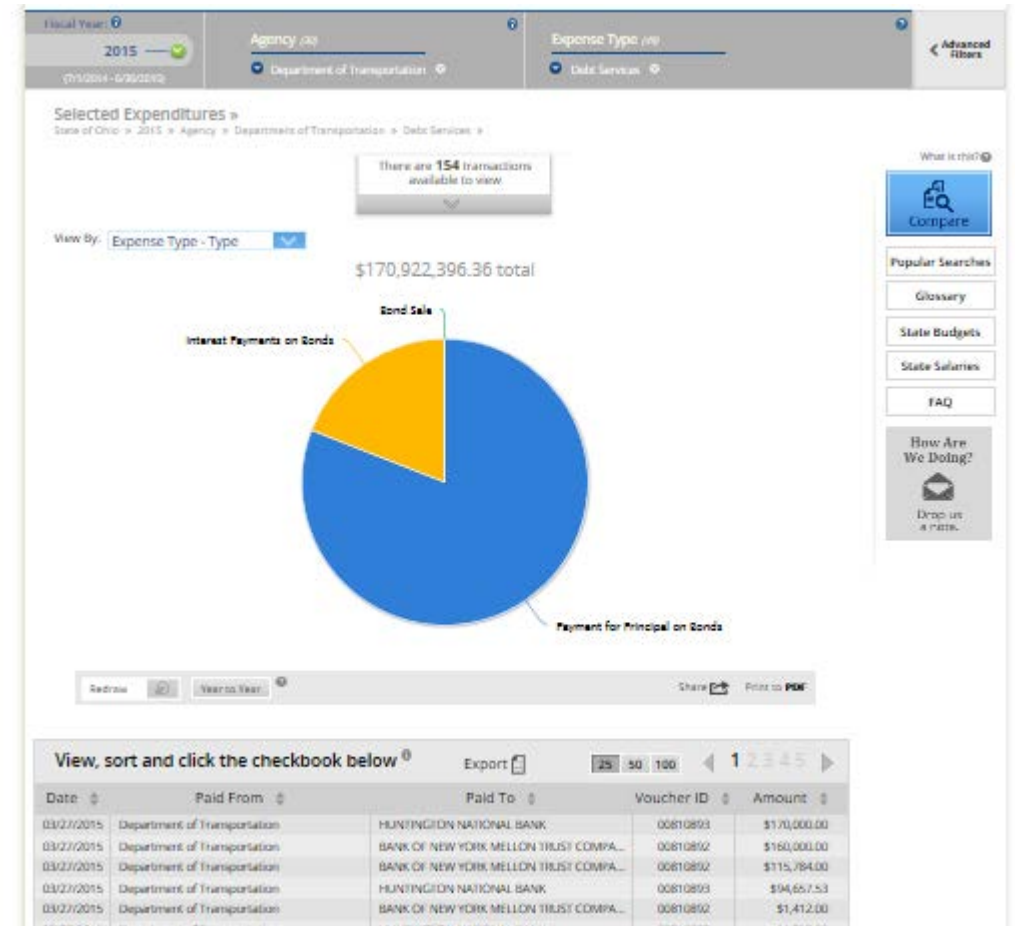 Fiscal Year:
2015
(7/1/2014 - 6/30/2015)
Agency
Department of Transportation
Expense Type
Debt Services
Advanced Filters
Selected Expenditures »
State of Ohio » 2015 » Agency » Department of Transportation » Debt Services »
There are 154 transactions
available to view
What is this?
Compare
Popular Searches
Glossary
State Budgets
State Salaries
FAQ
How Are
We Doing?
Drop us
a note.
View By: Expense Type - Type
$170,922,396.36 total
Bond Sale
Interest Payments on Bonds
Payment for Principal on Bonds
Redraw Year to Year Share Print to PDF
View, sort and click the checkbook below Export 25 50 100 1 2 3 4 5
Date Paid From Paid To Voucher ID Amount
03/27/2015 Department of Transportation HUNTINGTON NATIONAL BANK 00810893 $170,000.00
03/27/2015 Department of Transportation BANK OF NEW YORK MELLON TRUST COMPA... 00810892 $160,000.00
03/27/2015 Department of Transportation BANK OF NEW YORK MELLON TRUST COMPA... 00810892 $115,784.00
03/27/2015 Department of Transportation HUNTINGTON NATIONAL BANK 00810893 $94,657.53
03/27/2015 Department of Transportation BANK OF NEW YORK MELLON TRUST COMPA... 00810892 $1,412.00